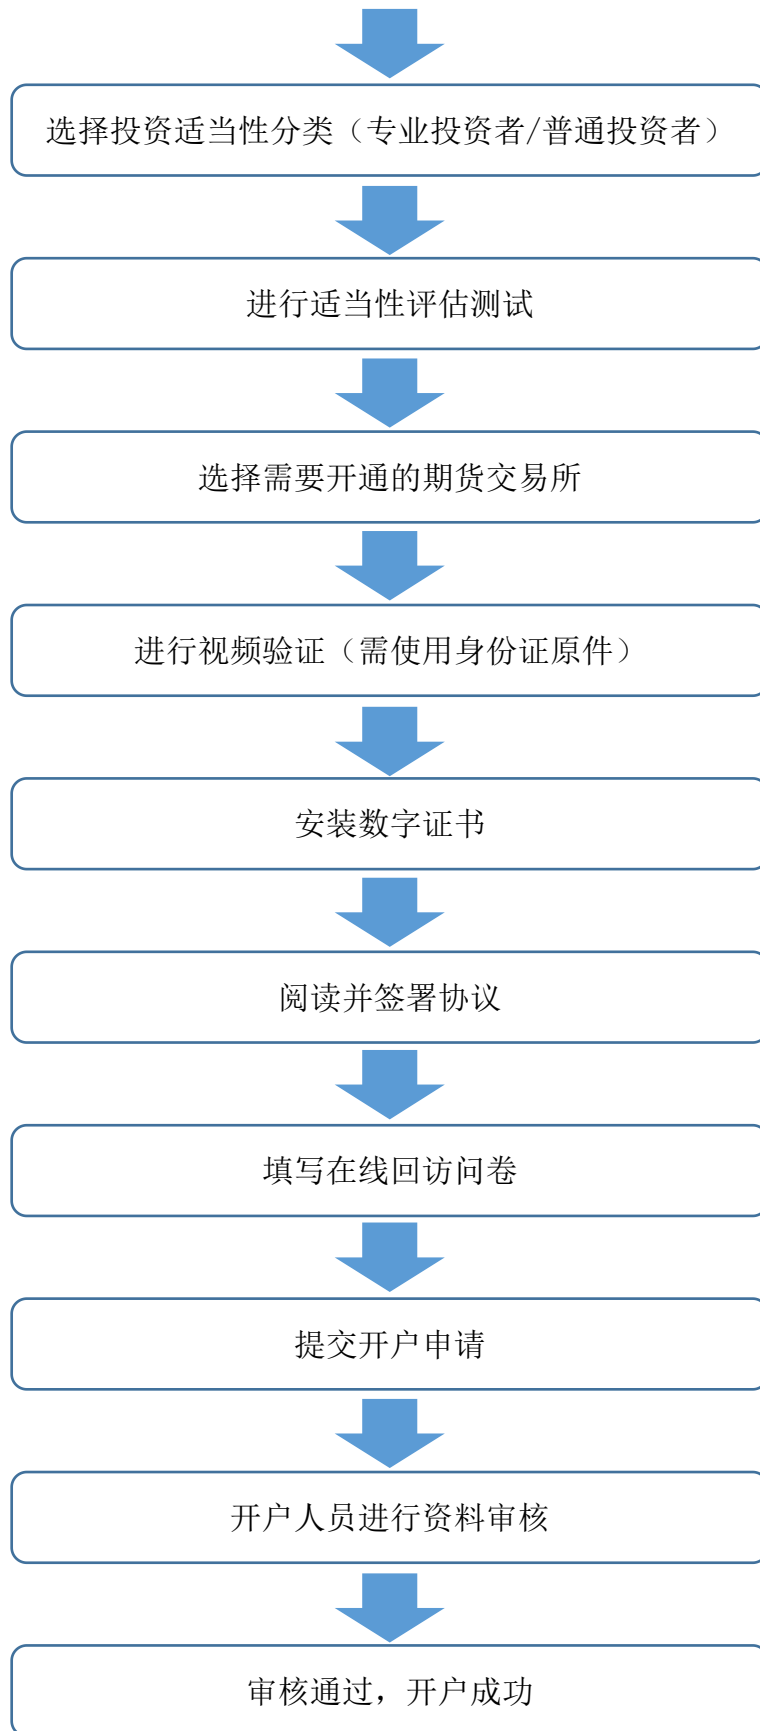 选择投资适当性分类（专业投资者/普通投资者）
进行适当性评估测试
选择需要开通的期货交易所
进行视频验证（需使用身份证原件）
安装数字证书
阅读并签署协议
填写在线回访问卷
提交开户申请
开户人员进行资料审核
审核通过，开户成功